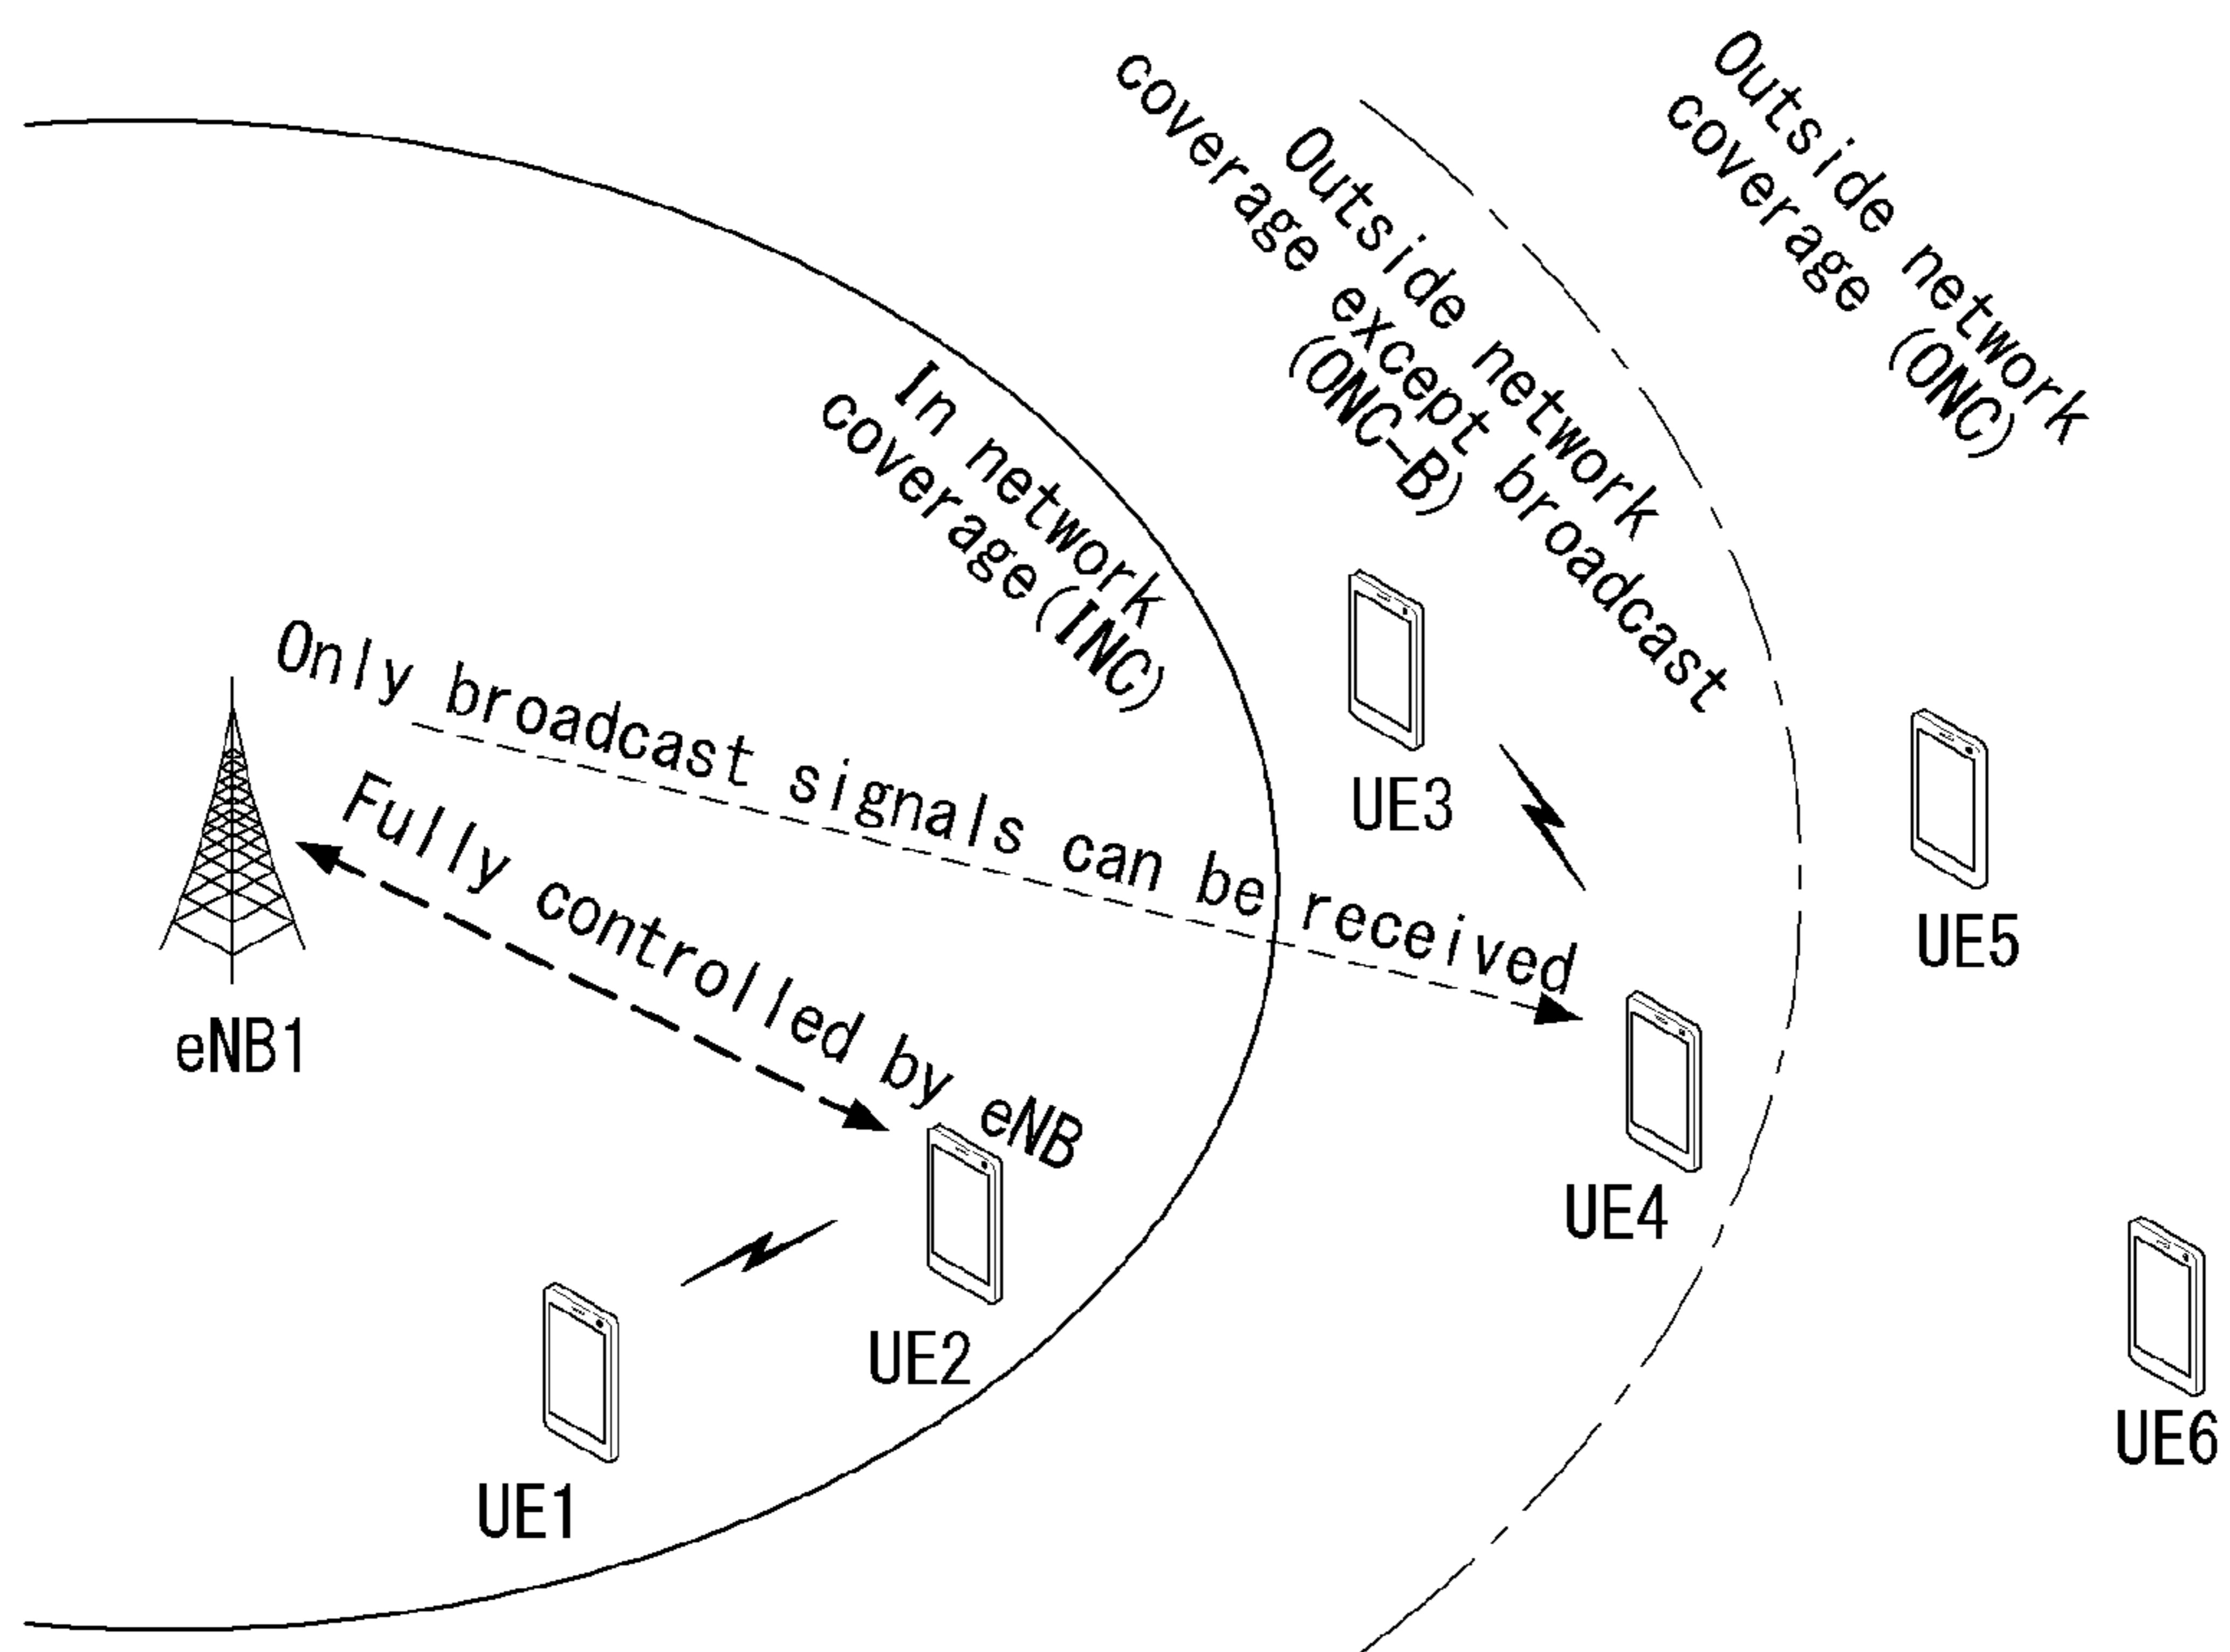 Outside network
coverage (ONC)
Outside network
coverage except broadcast
(ONC-B)
In network
coverage(INC)
Only broadcast signals can be received
Fully controlled by eNB
eNB1
UE3
UE5
UE4
UE2
UE1
UE6